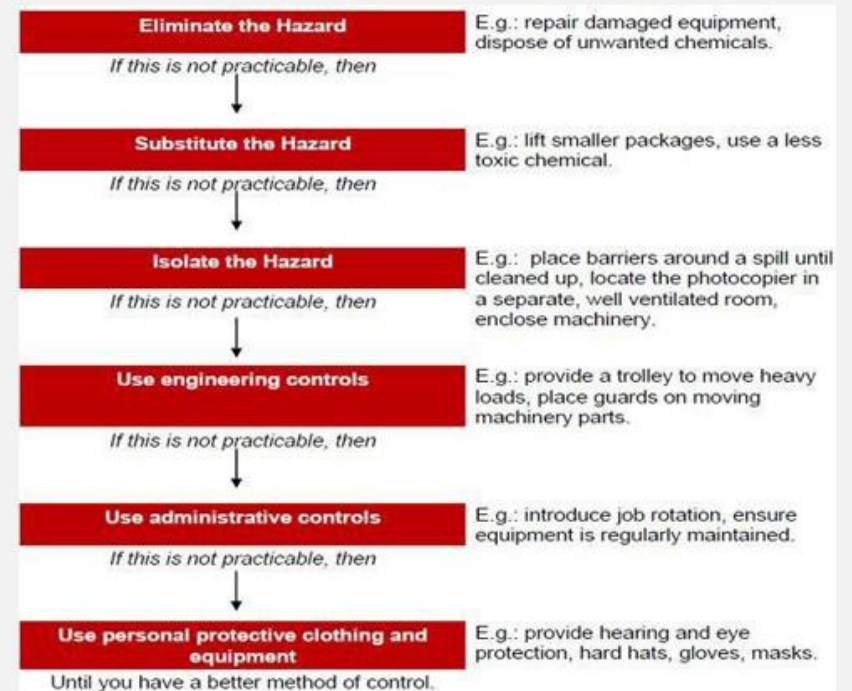 Eliminate the Hazard
E.g.: repair damaged equipment,
dispose of unwanted chemicals.
If this is not practicable, then
Substitute the Hazard
E.g.: lift smaller packages, use a less
toxic chemical.
If this is not practicable, then
Isolate the Hazard
E.g.: place barriers around a spill until
cleaned up, locate the photocopier in
a separate, well ventilated room,
enclose machinery.
If this is not practicable, then
Use engineering controls
E.g.: provide a trolley to move heavy
loads, place guards on moving
machinery parts.
If this is not practicable, then
Use administrative controls
E.g.: introduce job rotation, ensure
equipment is regularly maintained.
If this is not practicable, then
Use personal protective clothing and
equipment
E.g.: provide hearing and eye
protection, hard hats, gloves, masks.
Until you have a better method of control.